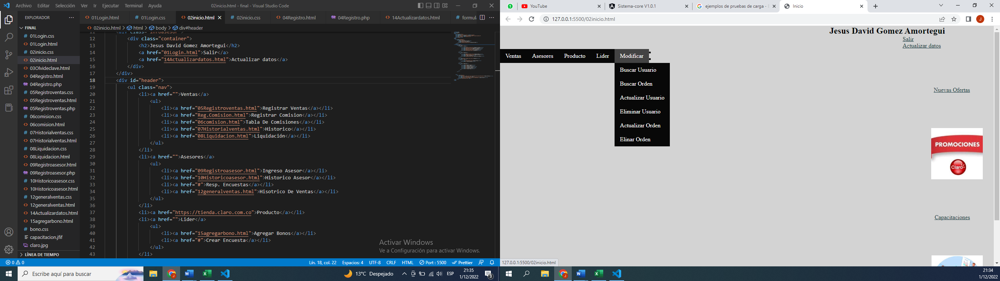 Archivo Editar Selección Ver Ir Ejecutar Terminal Ayuda
02inicio.html - final - Visual Studio Code
EXPLORADOR ...
FINAL
# 01Login.css
<> 01Login.html
# 02inicio.css
<> 02inicio.html
<> 03Olvideclave.html
<> 04Registro.html
04Registro.php
# 05Registroventas.css
<> 05Registroventas.html
05Registroventas.php
# 06comision.css
<> 06comision.html
# 07Historialventas.css
<> 07Historialventas.html
# 08Liquidacion.css
<> 08Liquidacion.html
<> 09Registroasesor.html
09Registroasesor.php
# 10Historicoasesor.css
<> 10Historicoasesor.html
# 12generalventas.css
<> 12generalventas.html
<> 14Actualizardatos.html
<> 15agregarbono.html
# bono.css
capacitacion.jfif
claro.jpg
LÍNEA DE TIEMPO
<> 01Login.html # 01Login.css <> 02inicio.html # 02inicio.css <> 04Registro.html 04Registro.php <> 14Actualizardatos.html # formula
<> 02inicio.html > html > body > div#header
11 <div class="infoasesor">
12 <div class="container">
13 <h2>Jesus David Gomez Amortegui</h2>
14 <a href="01Login.html">Salir</a>
15 <a href="14Actualizardatos.html">Actualizar datos</a>
16 </div>
17 </div>
18 <div id="header">
19 <ul class="nav">
20 <li><a href="">Ventas</a>
21 <ul>
22 <li><a href="05Registroventas.html">Registrar Ventas</a></li>
23 <li><a href="Reg.Comision.html">Registrar Comision</a></li>
24 <li><a href="06comision.html">Tabla De Comisiones</a></li>
25 <li><a href="07Historialventas.html">Historico</a></li>
26 <li><a href="08Liquidacion.html">Liquidación</a></li>
27 </ul>
28 </li>
29 <li><a href="">Asesores</a>
30 <ul>
31 <li><a href="09Registroasesor.html">Ingreso Asesor</a></li>
32 <li><a href="10Historicoasesor.html">Historico Asesor</a></li>
33 <li><a href="#">Resp. Encuestas</a></li>
34 <li><a href="12generalventas.html">Hisotrico De Ventas</a></li>
35 </ul>
36 </li>
37 <li><a href="https://tienda.claro.com.co">Producto</a></li>
38 <li><a href="">Lider</a>
39 <ul>
40 <li><a href="15agregarbono.html">Agregar Bonos</a></li>
41 <li><a href="#">Crear Encuesta</a></li>
42 </ul>
43 </li>
Activar Windows
Ve a Configuración para activar Windows.
0 0 Lín. 18, col. 22 Espacios: 4 UTF-8 CRLF HTML Port : 5500 Prettier
Escribe aquí para buscar
13°C Despejado ESP
21:35
1/12/2022
3
1 YouTube Sistema-core V1.0.1 ejemplos de pruebas de carga - Inicio
127.0.0.1:5500/02inicio.html
J
Jesus David Gomez Amortegui
Salir
Actualizar datos
Ventas Asesores Producto Lider Modificar
Buscar Usuario
Buscar Orden
Actualizar Usuario
Eliminar Usuario
Actualizar Orden
Elinar Orden
Nuevas Ofertas
PROMOCIONES
Claro
Capacitaciones
127.0.0.1:5500/02inicio.html
21:34
1/12/2022